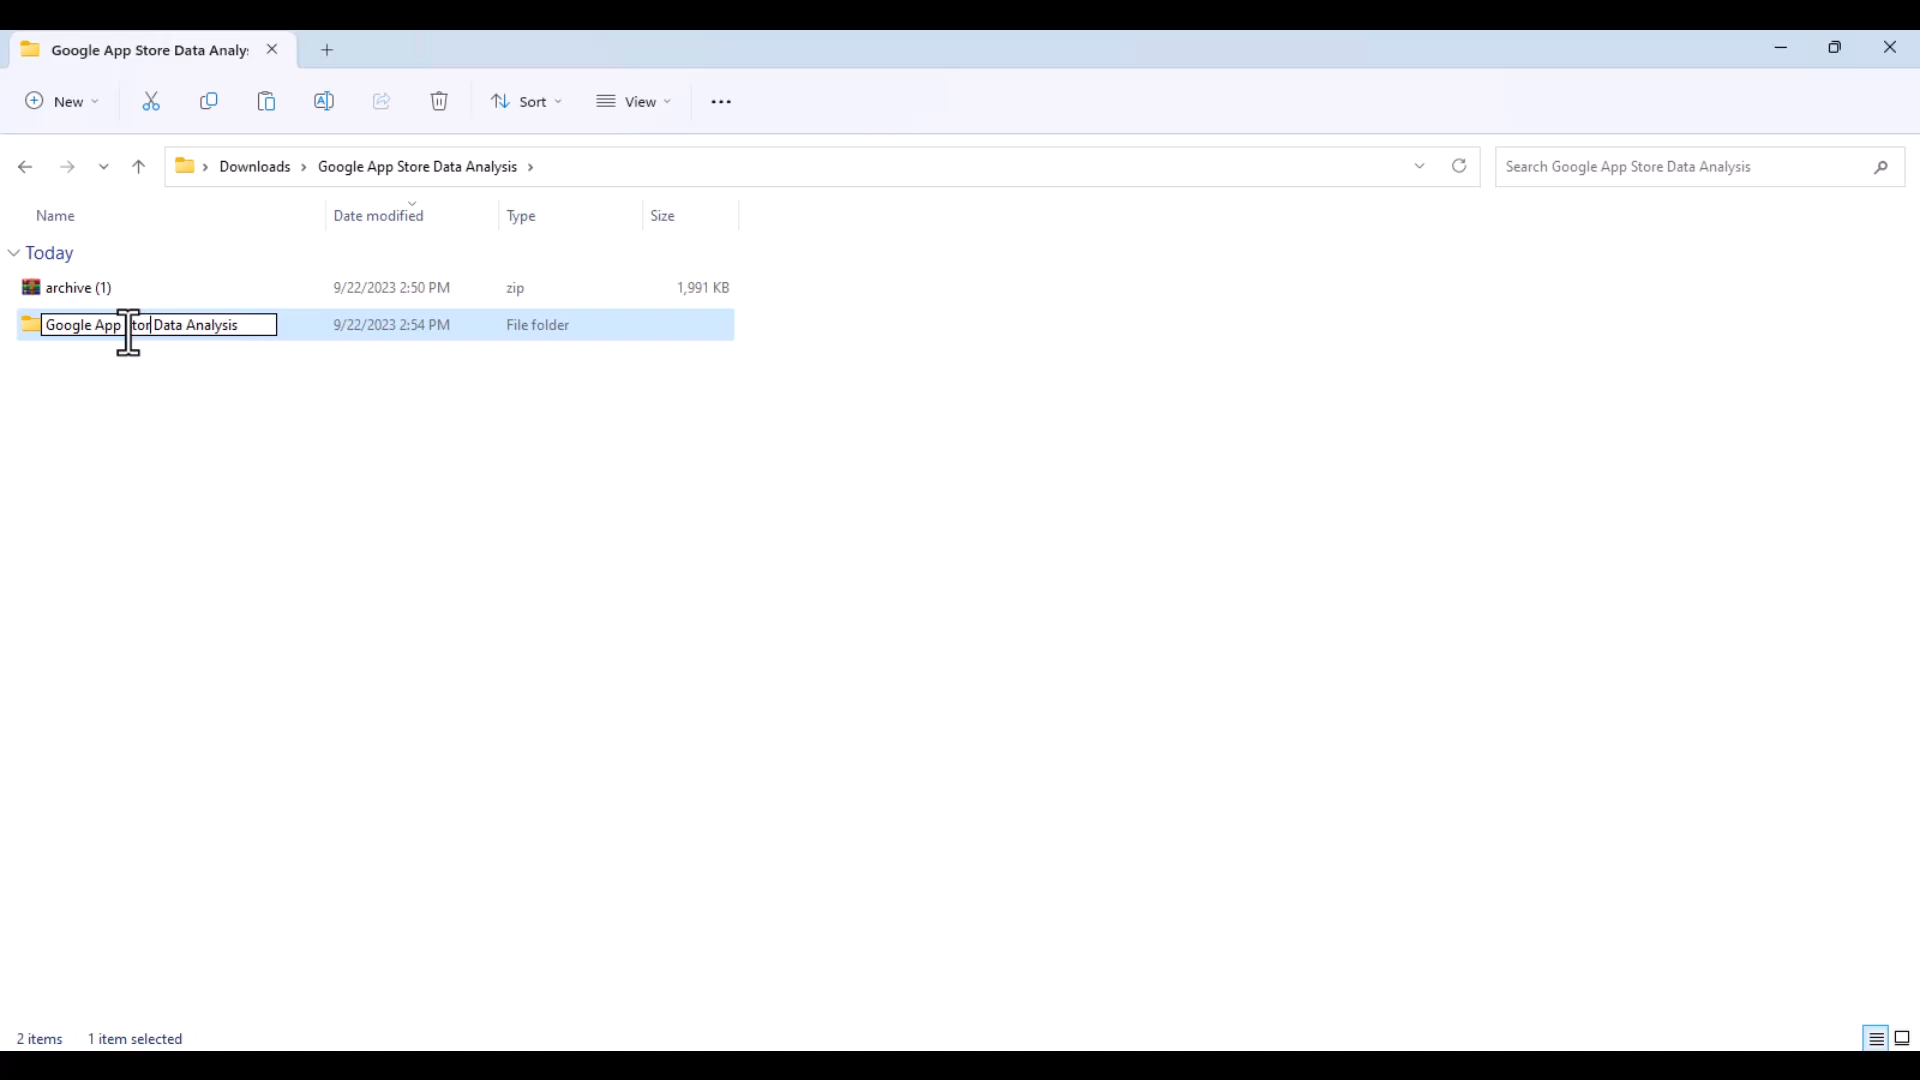 Google App Store Data Analy
New
Sort
View
Downloads
Google App Store Data Analysis
Search Google App Store Data Analysis
Name
Date modified
Type
Size
Today
archive (1)
9/22/2023 2:50 PM
zip
1,991 KB
Google App Stor Data Analysis
9/22/2023 2:54 PM
File folder
2 items
1 item selected